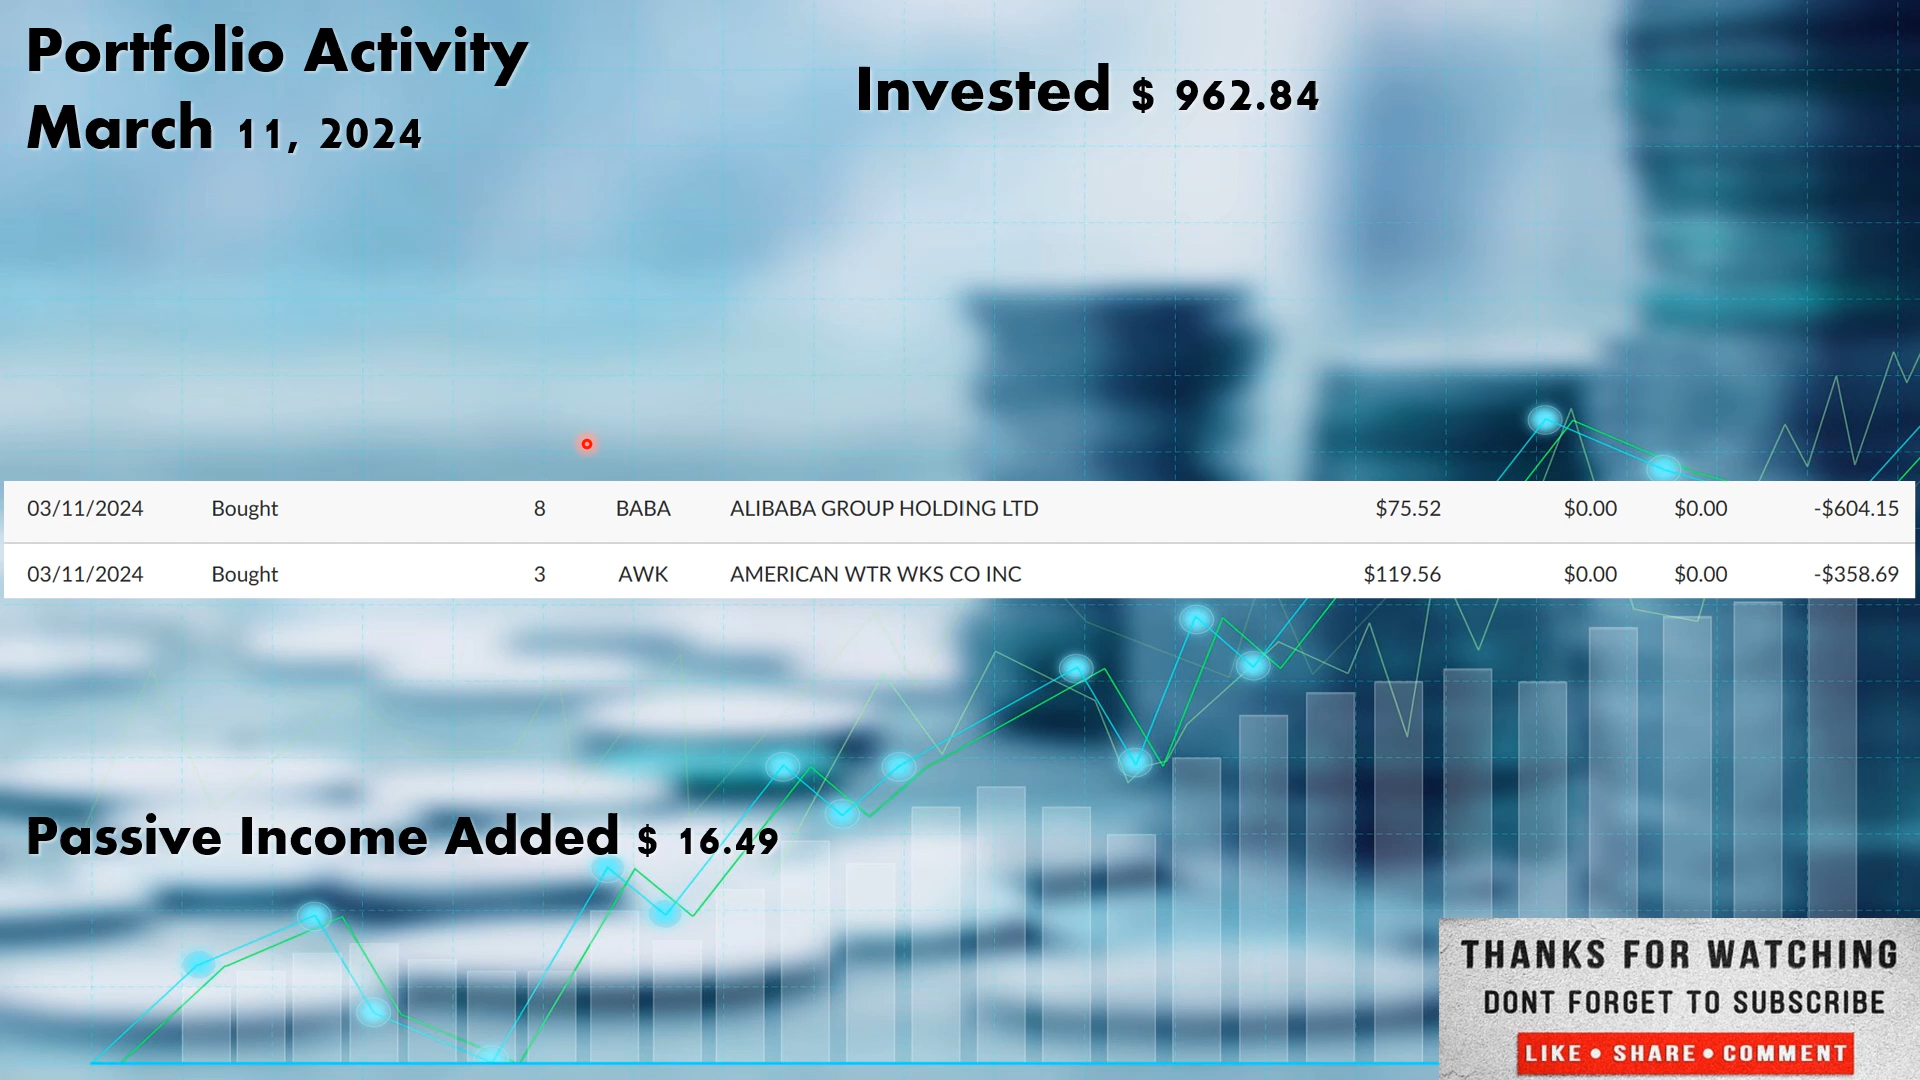 Portfolio Activity
March 11, 2024
Invested $ 962.84
03/11/2024 Bought 8 BABA ALIBABA GROUP HOLDING LTD $75.52 $0.00 $0.00 -$604.15
03/11/2024 Bought 3 AWK AMERICAN WTR WKS CO INC $119.56 $0.00 $0.00 -$358.69
Passive Income Added $ 16.49
THANKS FOR WATCHING
DONT FORGET TO SUBSCRIBE
LIKE • SHARE • COMMENT